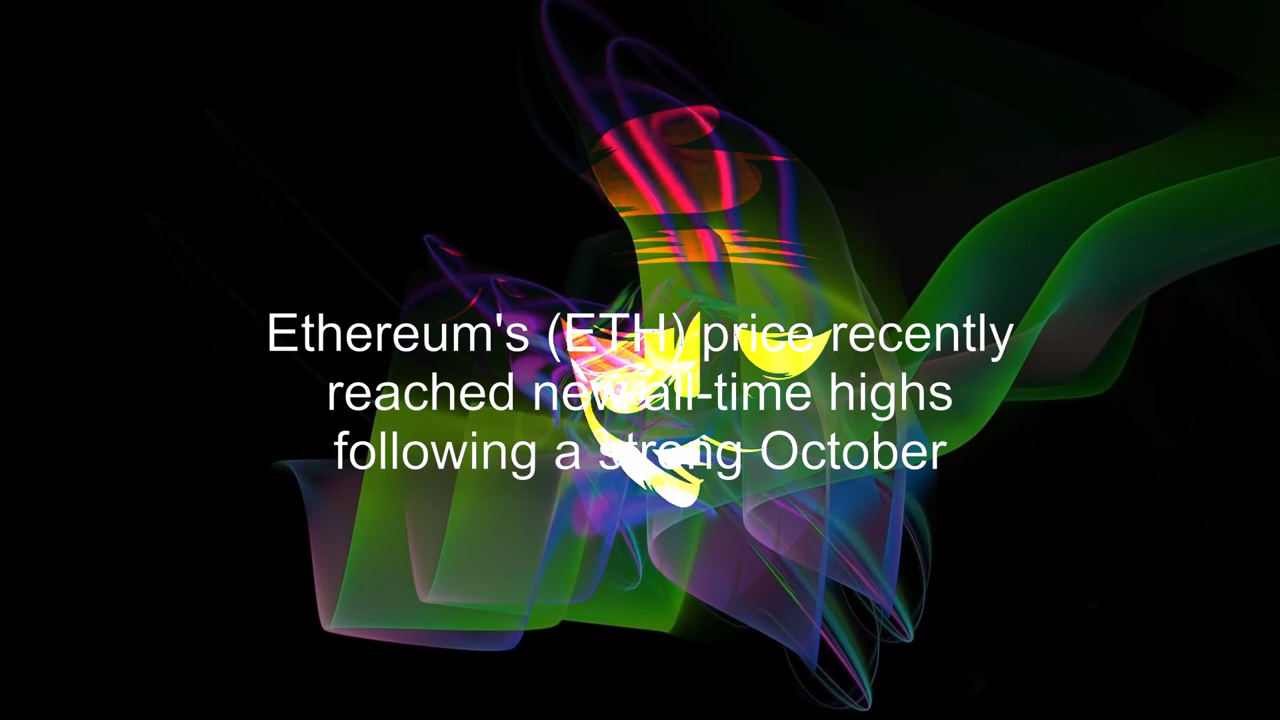 Ethereum's (ETH) price recently
reached new all-time highs
following a strong October